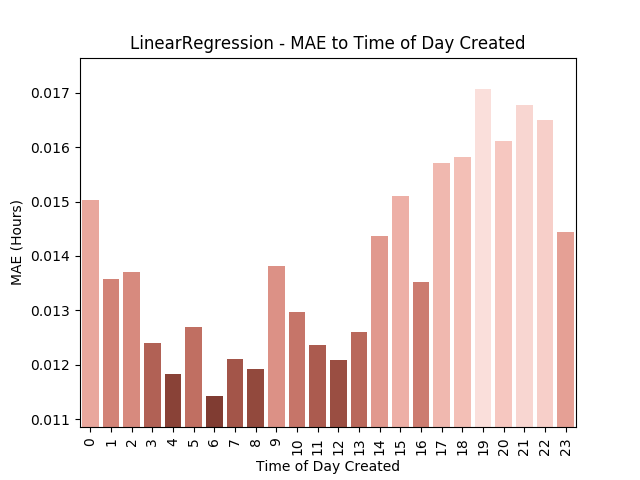 LinearRegression - MAE to Time of Day Created
0.017
0.016
0.015
0.014
0.013
0.012
0.011
MAE (Hours)
0 1 2 3 4 5 6 7 8 9 10 11 12 13 14 15 16 17 18 19 20 21 22 23
Time of Day Created